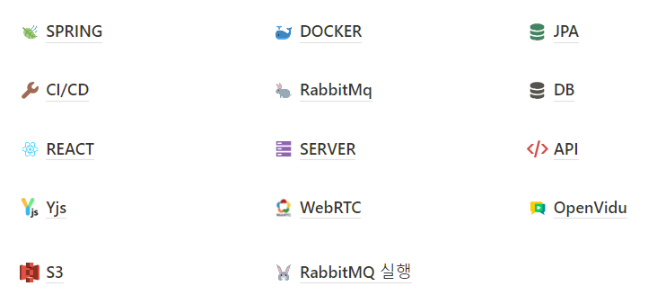 SPRING DOCKER JPA
CI/CD RabbitMq DB
REACT SERVER API
Yjs WebRTC OpenVidu
S3 RabbitMQ 실행